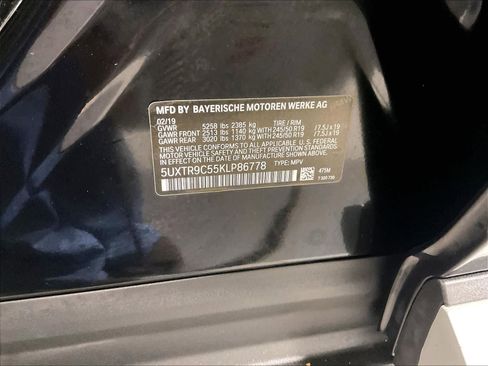 MFD BY BAYERISCHE MOTOREN WERKE AG
02/19
GVWR 5258 lbs 2385 kg TIRE / RIM
GAWR FRONT 2513 lbs 1140 kg WITH 245/50 R19 /7.5J x 19
GAWR REAR 3020 lbs 1370 kg WITH 245/50 R19 /7.5J x 19
THIS VEHICLE CONFORMS TO ALL APPLICABLE U.S. FEDERAL
MOTOR VEHICLE SAFETY, BUMPER, AND THEFT PREVENTION
STANDARDS IN EFFECT ON THE DATE OF MANUFACTURE
SHOWN ABOVE.
5UXTR9C55KLP86778 TYPE: MPV
475M